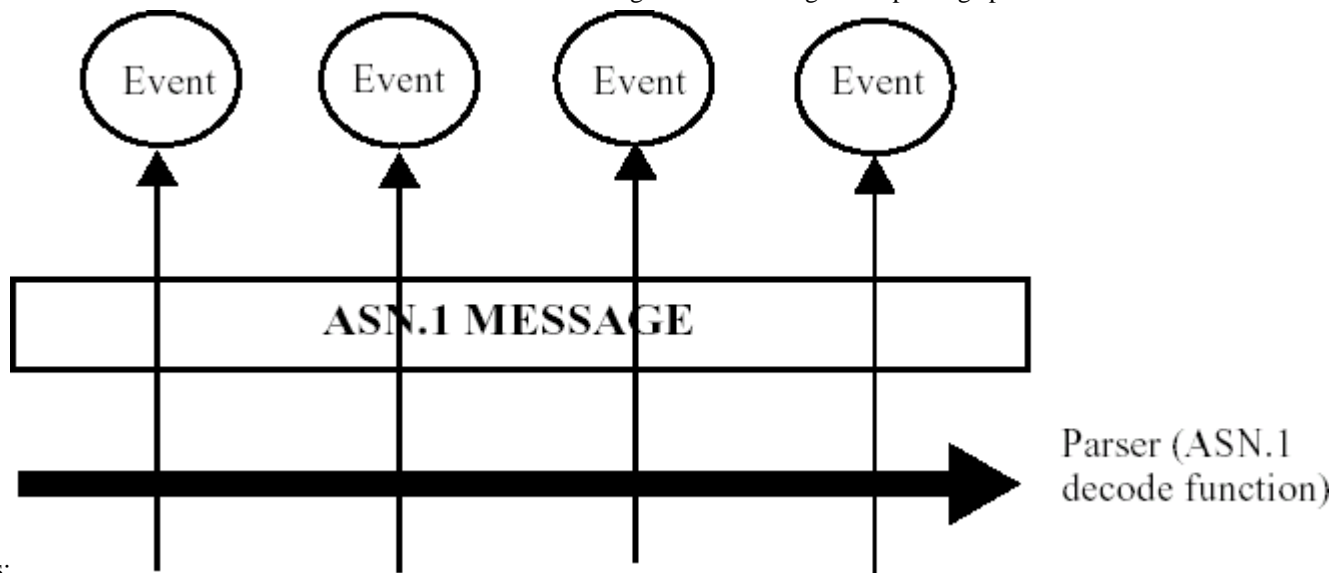 Event
Event
Event
Event
ASN.1 MESSAGE
Parser (ASN.1
decode function)